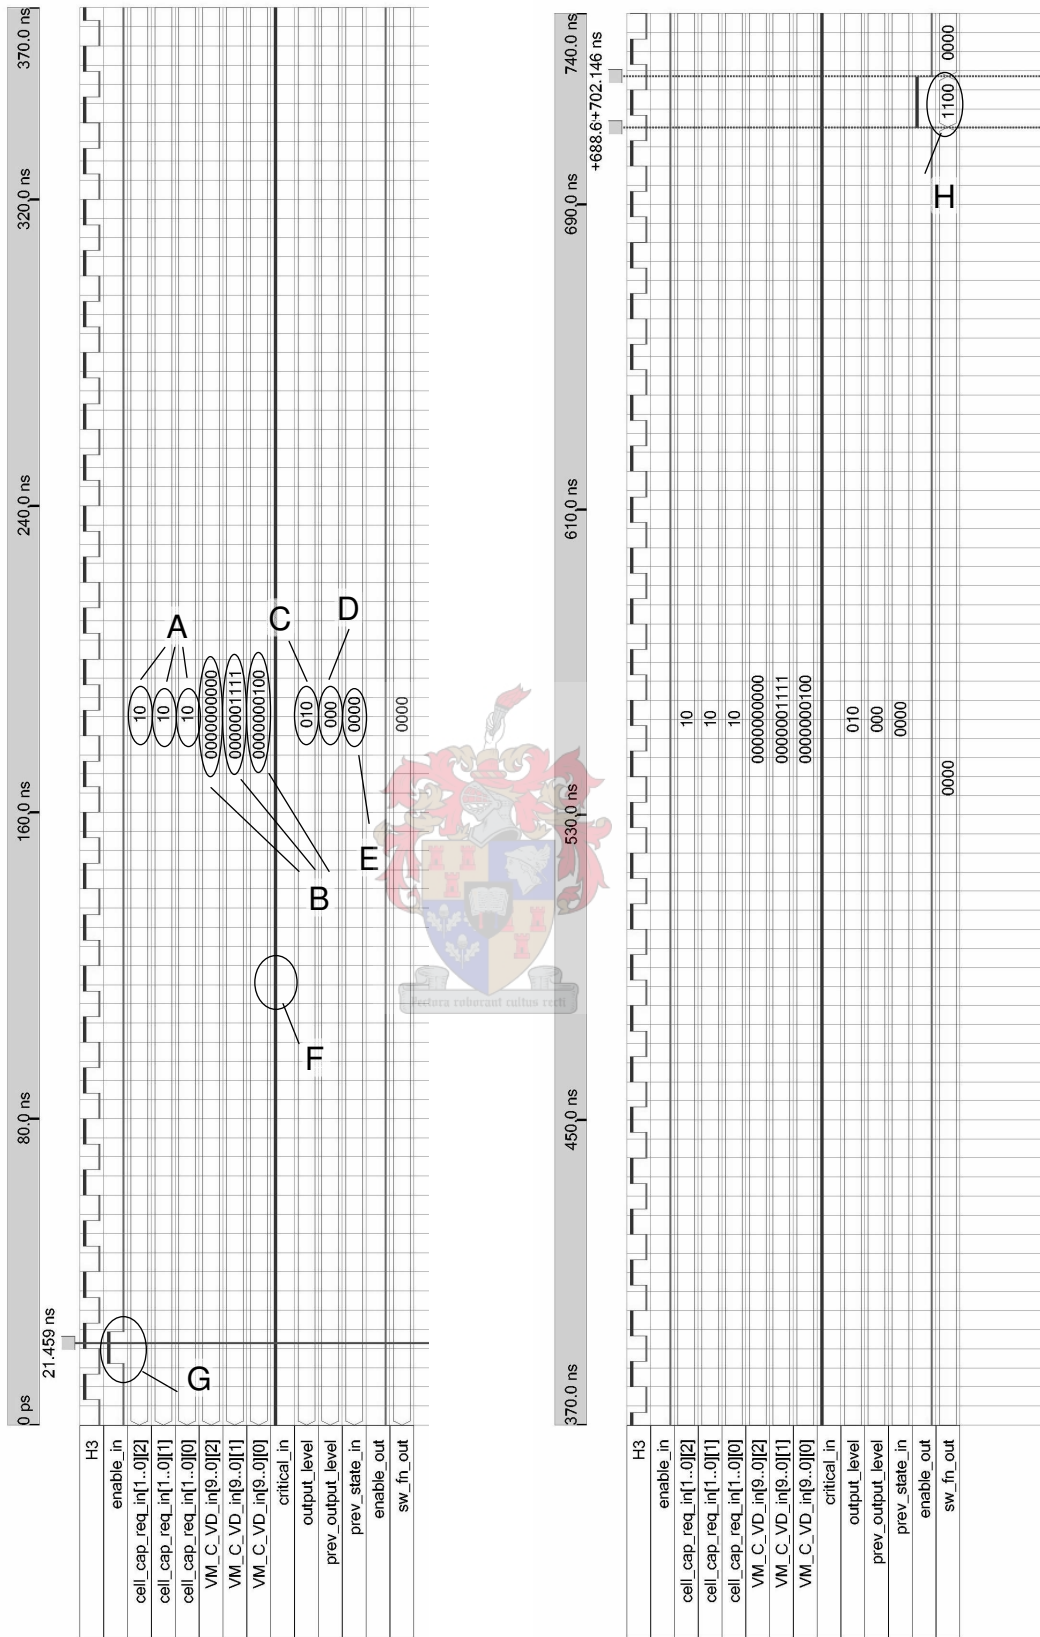 0 ps
80.0 ns
160.0 ns
240.0 ns
320.0 ns
370.0 ns
21.459 ns
H3
enable_in
cell_cap_req_in[1..0][2]
10
cell_cap_req_in[1..0][1]
10
cell_cap_req_in[1..0][0]
10
VM_C_VD_in[9..0][2]
0000000000
VM_C_VD_in[9..0][1]
0000001111
VM_C_VD_in[9..0][0]
0000000100
critical_in
output_level
010
prev_output_level
000
prev_state_in
0000
enable_out
sw_fn_out
0000
A
B
C
D
E
F
G
370.0 ns
450.0 ns
530.0 ns
610.0 ns
690.0 ns
740.0 ns
+688.6
+702.146 ns
H3
enable_in
cell_cap_req_in[1..0][2]
10
cell_cap_req_in[1..0][1]
10
cell_cap_req_in[1..0][0]
10
VM_C_VD_in[9..0][2]
0000000000
VM_C_VD_in[9..0][1]
0000001111
VM_C_VD_in[9..0][0]
0000000100
critical_in
output_level
010
prev_output_level
000
prev_state_in
0000
enable_out
sw_fn_out
0000
1100
0000
H
Pectora roborant cultus recti